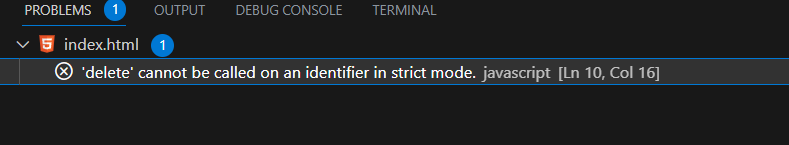 PROBLEMS 1 OUTPUT DEBUG CONSOLE TERMINAL
index.html 1
'delete' cannot be called on an identifier in strict mode. javascript [Ln 10, Col 16]